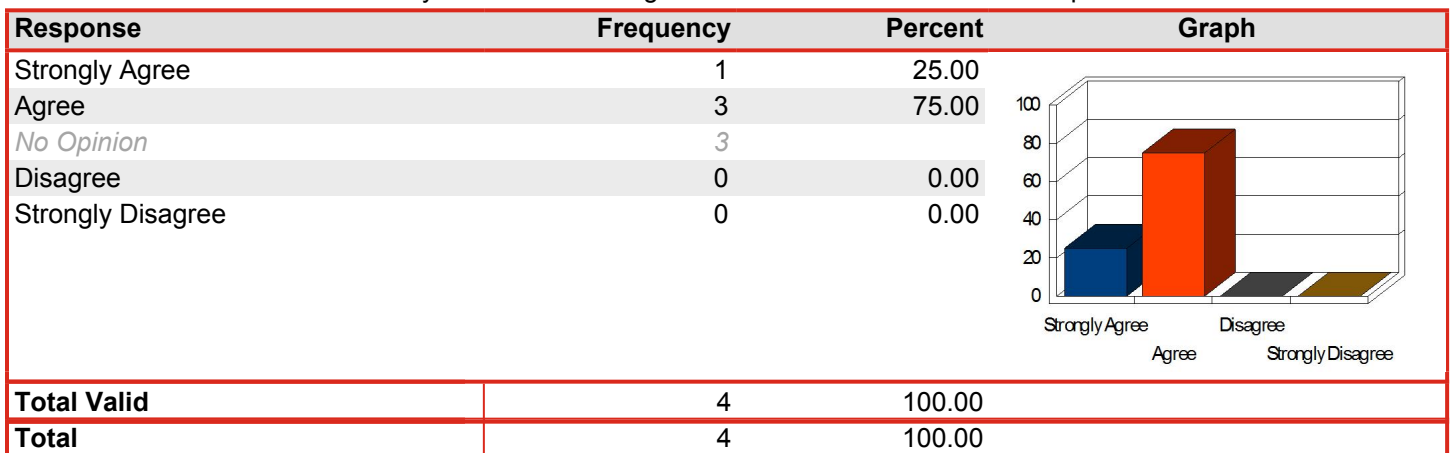 Response Frequency Percent Graph
Strongly Agree 1 25.00
Agree 3 75.00
No Opinion 3
Disagree 0 0.00
Strongly Disagree 0 0.00
100
80
60
40
20
0
Strongly Agree Disagree
Agree Strongly Disagree
Total Valid 4 100.00
Total 4 100.00